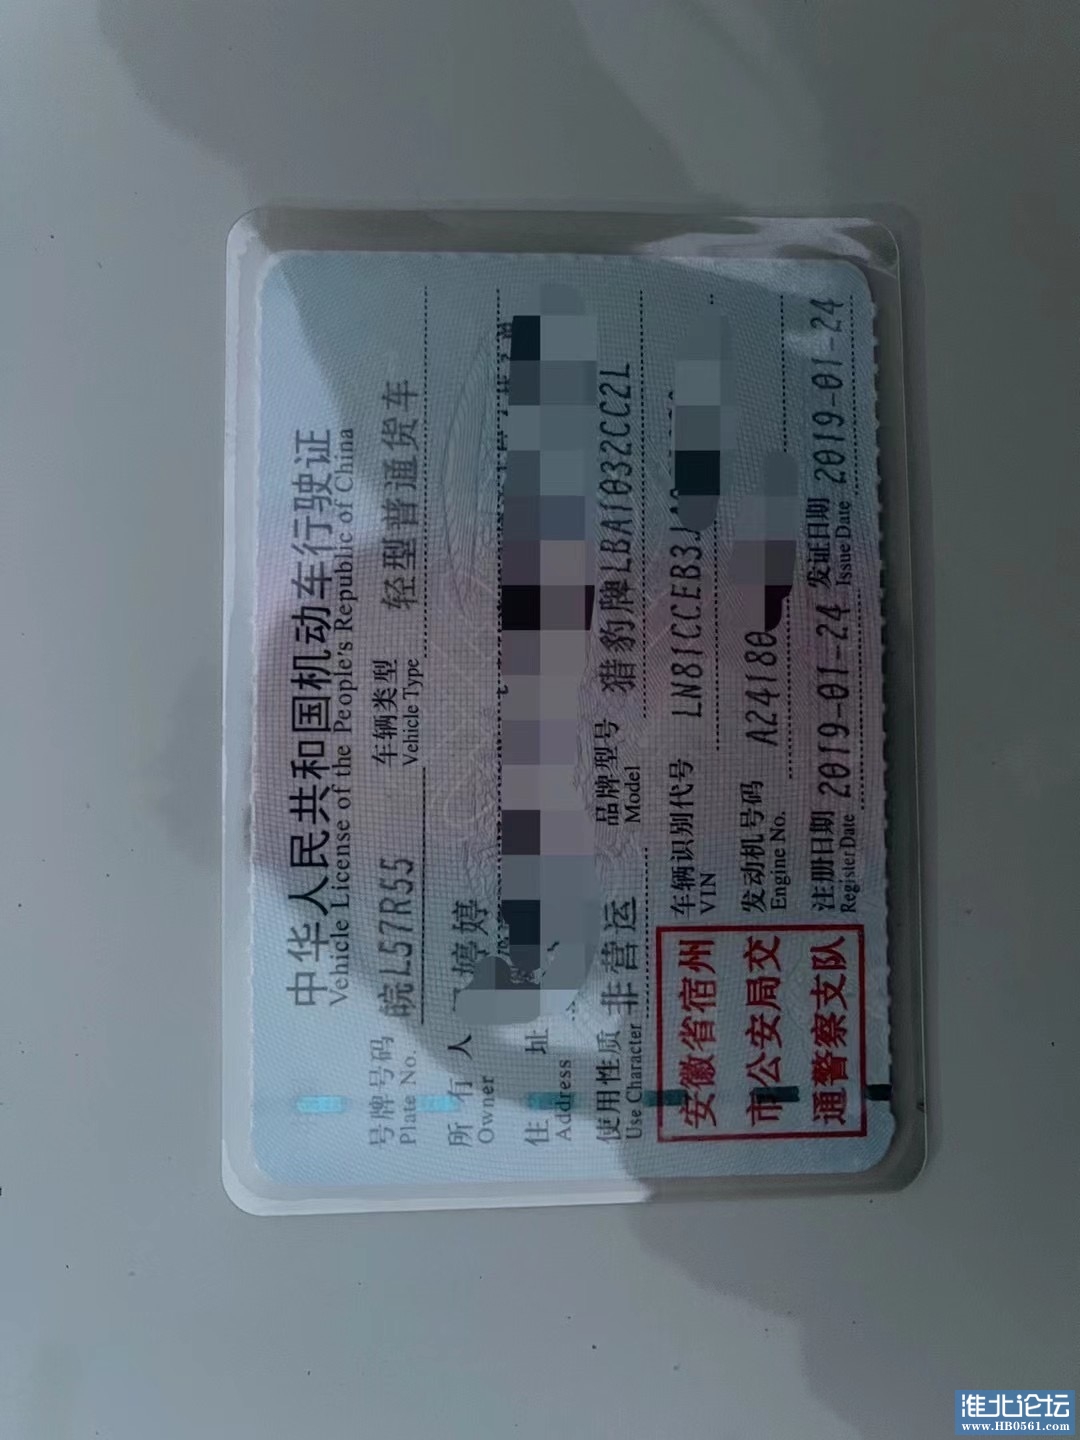 中华人民共和国机动车行驶证
Vehicle License of the People's Republic of China
号牌号码 皖L57R55 车辆类型 轻型普通货车
Plate No. Vehicle Type
所有人 婷婷
Owner
住址
Address
使用性质 非营运 品牌型号 猎豹牌LBA1032CC2L
Use Character Model
车辆识别代号 LN81CCEB3J
VIN
发动机号码 A24180
Engine No.
注册日期 2019-01-24 发证日期 2019-01-24
Register Date Issue Date
安徽省宿州
市公安局交
通警察支队
淮北论坛
www.HB0561.com